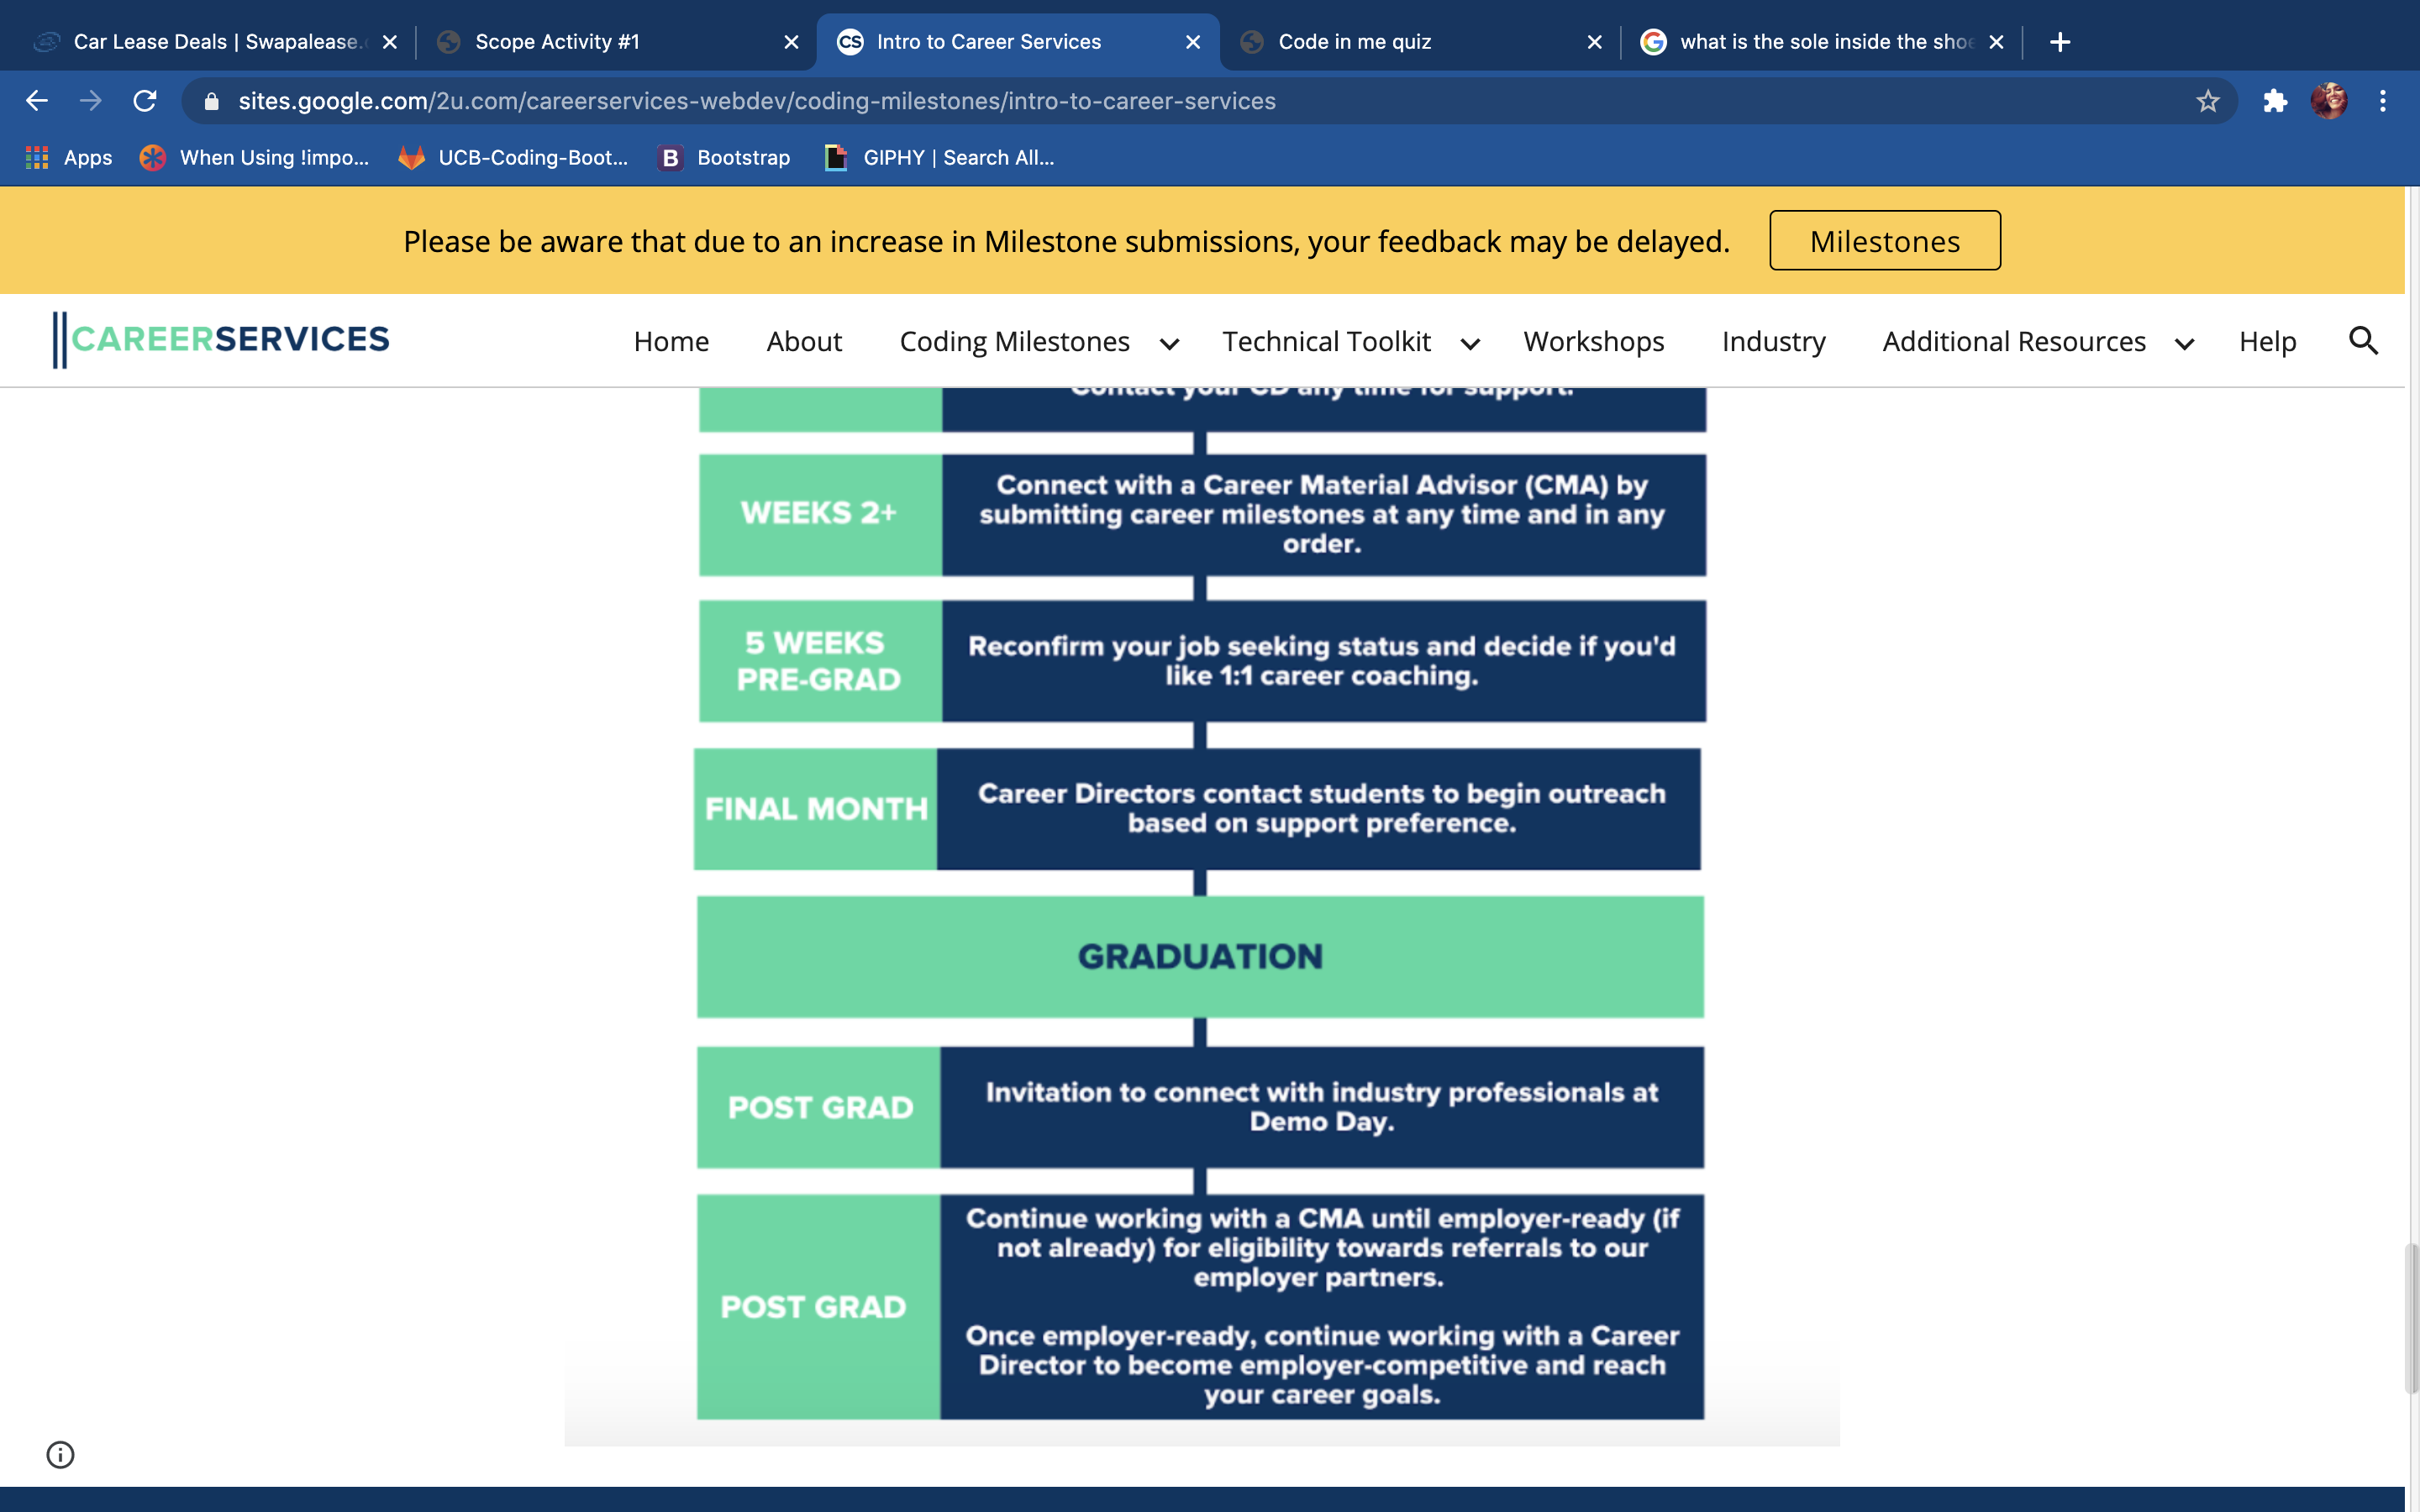 Car Lease Deals | Swapalease.
Scope Activity #1
CS Intro to Career Services
Code in me quiz
what is the sole inside the shoe
sites.google.com/2u.com/careerservices-webdev/coding-milestones/intro-to-career-services
Apps
When Using !impo...
UCB-Coding-Boot...
B Bootstrap
GIPHY | Search All...
Please be aware that due to an increase in Milestone submissions, your feedback may be delayed.
Milestones
CAREERSERVICES
Home
About
Coding Milestones
Technical Toolkit
Workshops
Industry
Additional Resources
Help
Contact your CD any time for support.
WEEKS 2+
Connect with a Career Material Advisor (CMA) by
submitting career milestones at any time and in any
order.
5 WEEKS
PRE-GRAD
Reconfirm your job seeking status and decide if you'd
like 1:1 career coaching.
FINAL MONTH
Career Directors contact students to begin outreach
based on support preference.
GRADUATION
POST GRAD
Invitation to connect with industry professionals at
Demo Day.
POST GRAD
Continue working with a CMA until employer-ready (if
not already) for eligibility towards referrals to our
employer partners.
Once employer-ready, continue working with a Career
Director to become employer-competitive and reach
your career goals.